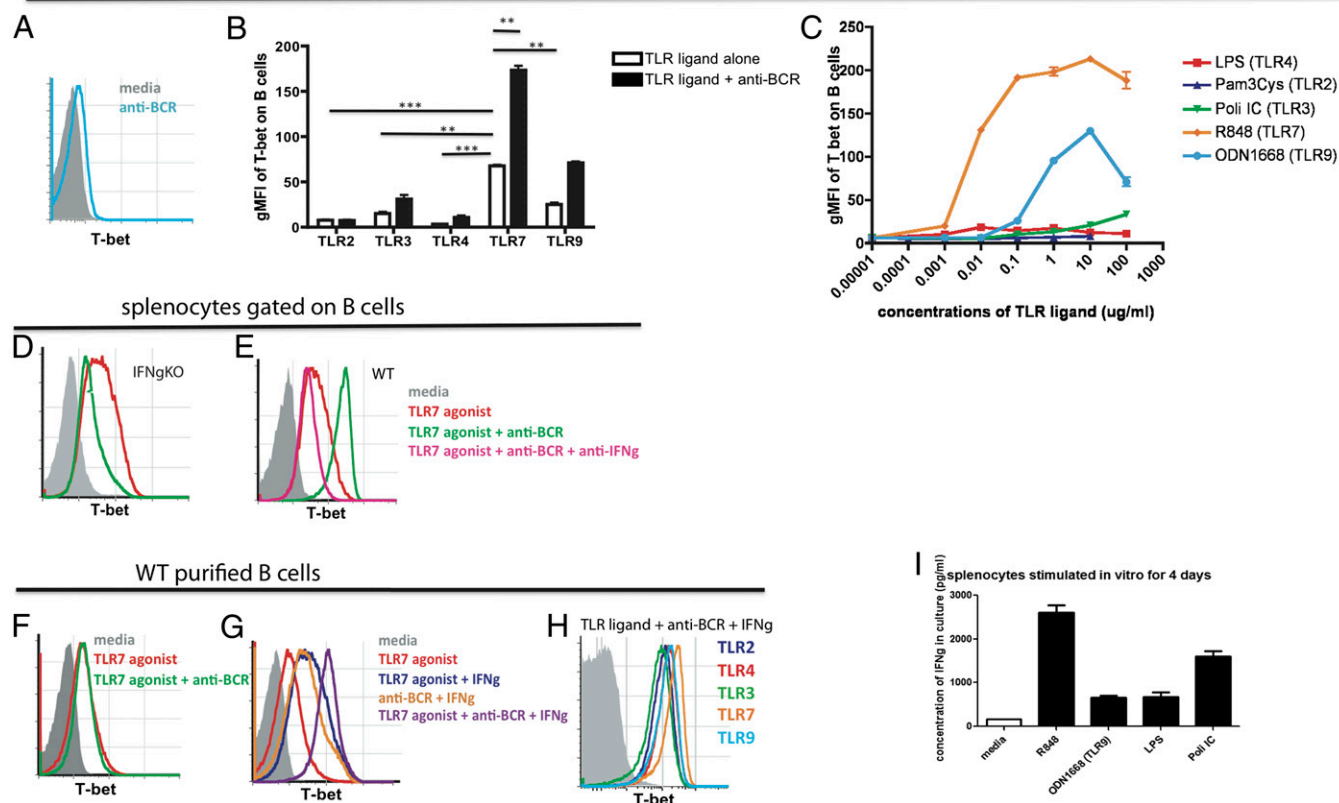 A
media
anti-BCR
T-bet
B
gMFI of T-bet on B cells
200
150
100
50
0
TLR2
TLR3
TLR4
TLR7
TLR9
***
**
***
**
**
TLR ligand alone
TLR ligand + anti-BCR
C
gMFI of T bet on B cells
250
200
150
100
50
0
0.00001
0.0001
0.001
0.01
0.1
1
10
100
1000
concentrations of TLR ligand (ug/ml)
LPS (TLR4)
Pam3Cys (TLR2)
Poli IC (TLR3)
R848 (TLR7)
ODN1668 (TLR9)
splenocytes gated on B cells
D
IFNgKO
T-bet
E
WT
T-bet
media
TLR7 agonist
TLR7 agonist + anti-BCR
TLR7 agonist + anti-BCR + anti-IFNg
WT purified B cells
F
media
TLR7 agonist
TLR7 agonist + anti-BCR
T-bet
G
media
TLR7 agonist
TLR7 agonist + IFNg
anti-BCR + IFNg
TLR7 agonist + anti-BCR + IFNg
T-bet
H
TLR ligand + anti-BCR + IFNg
TLR2
TLR4
TLR3
TLR7
TLR9
T-bet
I
splenocytes stimulated in vitro for 4 days
concentration of IFNg in culture (pg/ml)
3000
2000
1000
0
media
R848
ODN1668 (TLR9)
LPS
Poli IC